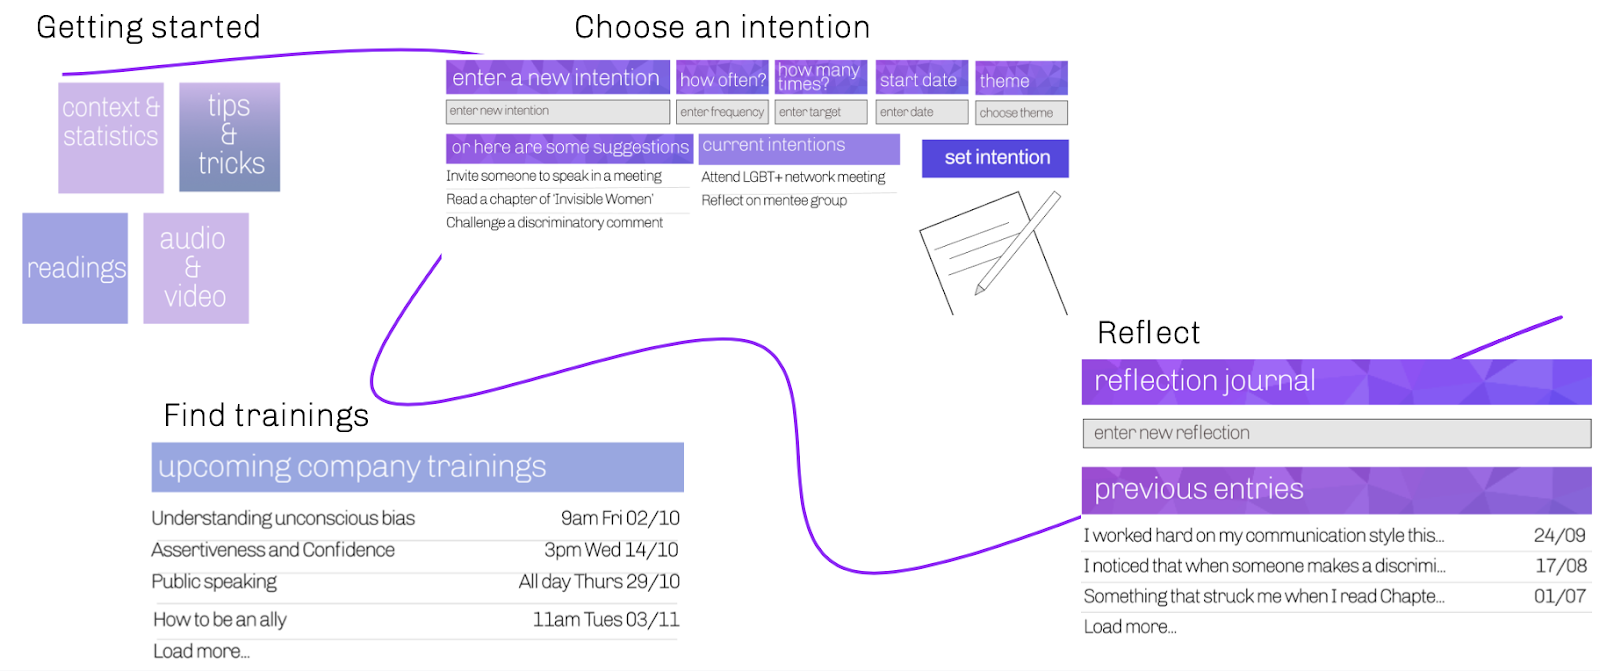 Getting started
context &
statistics
tips
&
tricks
readings
audio
&
video
Choose an intention
enter a new intention
how often?
how many
times?
start date
theme
enter new intention
enter frequency
enter target
enter date
choose theme
or here are some suggestions
Invite someone to speak in a meeting
Read a chapter of ‘Invisible Women’
Challenge a discriminatory comment
current intentions
Attend LGBT+ network meeting
Reflect on mentee group
set intention
Find trainings
upcoming company trainings
Understanding unconscious bias 9am Fri 02/10
Assertiveness and Confidence 3pm Wed 14/10
Public speaking All day Thurs 29/10
How to be an ally 11am Tues 03/11
Load more...
Reflect
reflection journal
enter new reflection
previous entries
I worked hard on my communication style this... 24/09
I noticed that when someone makes a discrimi... 17/08
Something that struck me when I read Chapte... 01/07
Load more...